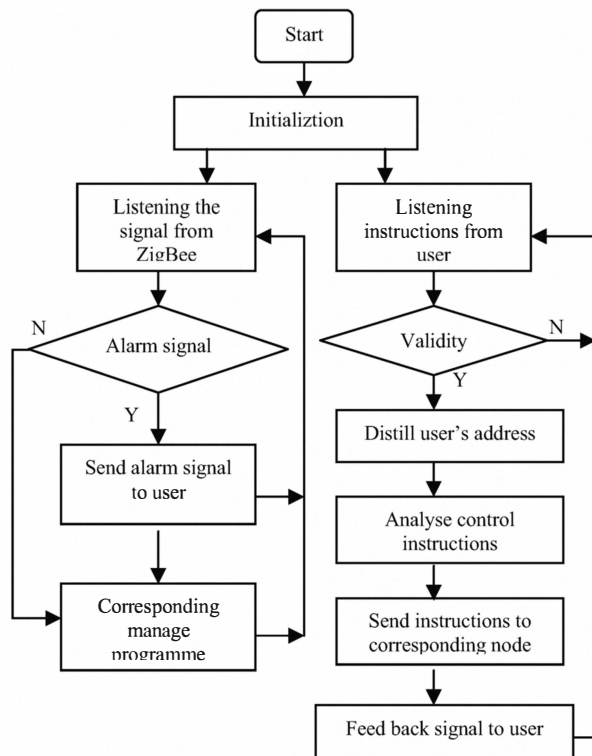 Start
Initializtion
Listening the
signal from
ZigBee
N
Alarm signal
Y
Send alarm signal
to user
Corresponding
manage
programme
Listening
instructions from
user
Validity
N
Y
Distill user’s address
Analyse control
instructions
Send instructions to
corresponding node
Feed back signal to user